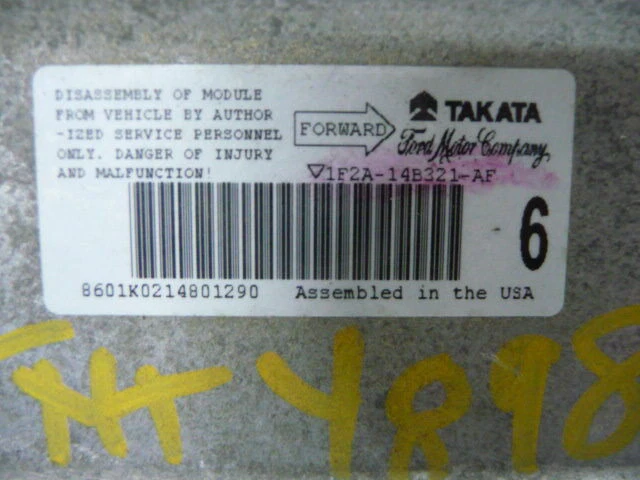 DISASSEMBLY OF MODULE
FROM VEHICLE BY AUTHOR
-IZED SERVICE PERSONNEL
ONLY. DANGER OF INJURY
AND MALFUNCTION!
FORWARD
TAKATA
Ford Motor Company,
▽1F2A-14B321-AF
6
8601K0214801290 Assembled in the USA
Y898